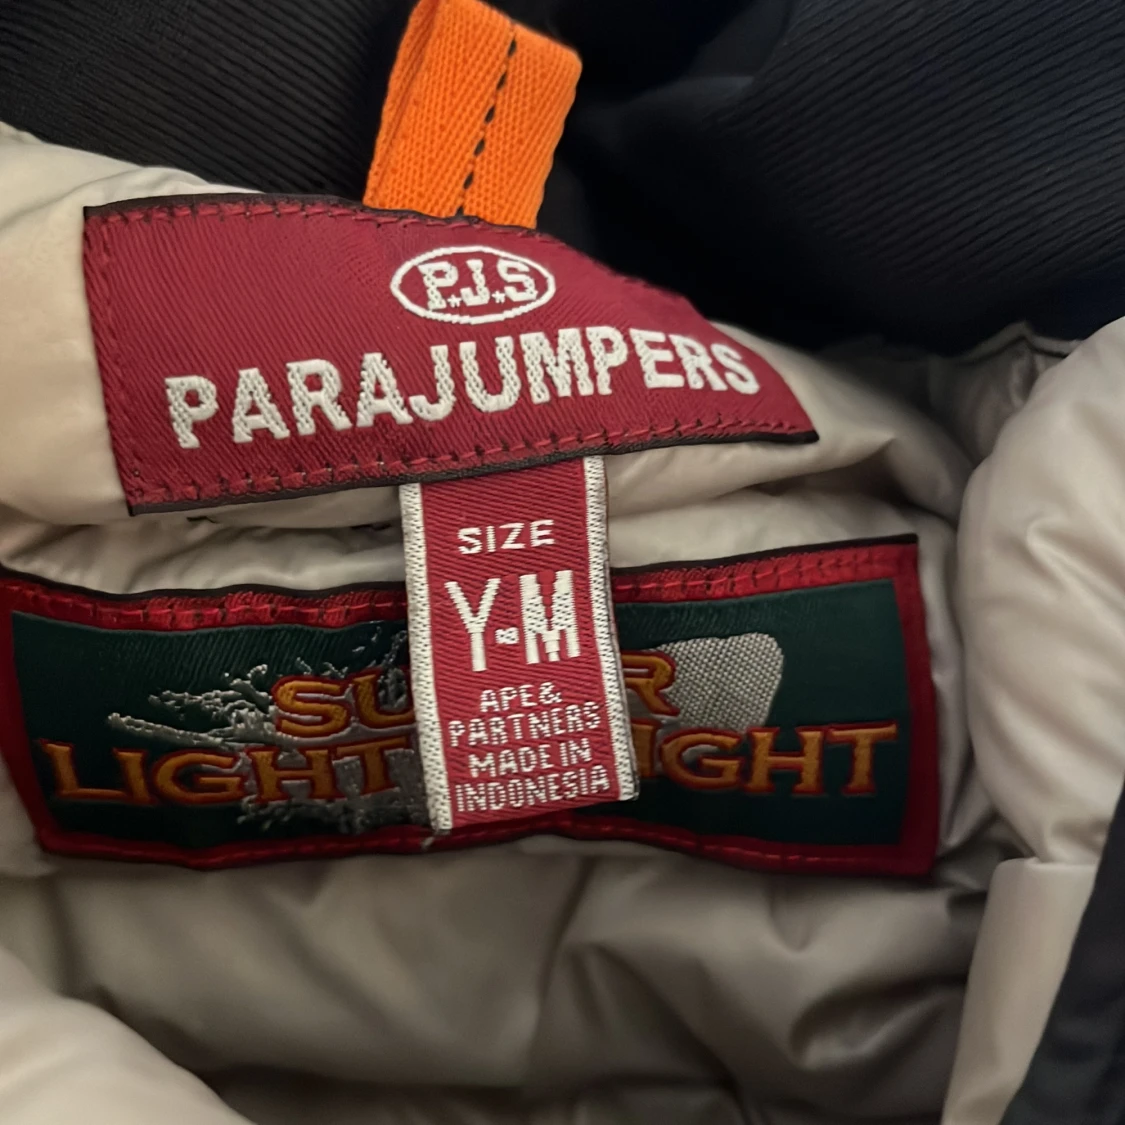 P.J.S
PARAJUMPERS
SIZE
Y-M
APE &
PARTNERS
MADE IN
INDONESIA